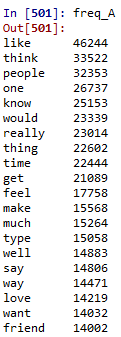 In [501]: freq_A
Out[501]:
like 46244
think 33522
people 32353
one 26737
know 25153
would 23339
really 23014
thing 22602
time 22444
get 21089
feel 17758
make 15568
much 15264
type 15058
well 14883
say 14806
way 14471
love 14219
want 14032
friend 14002